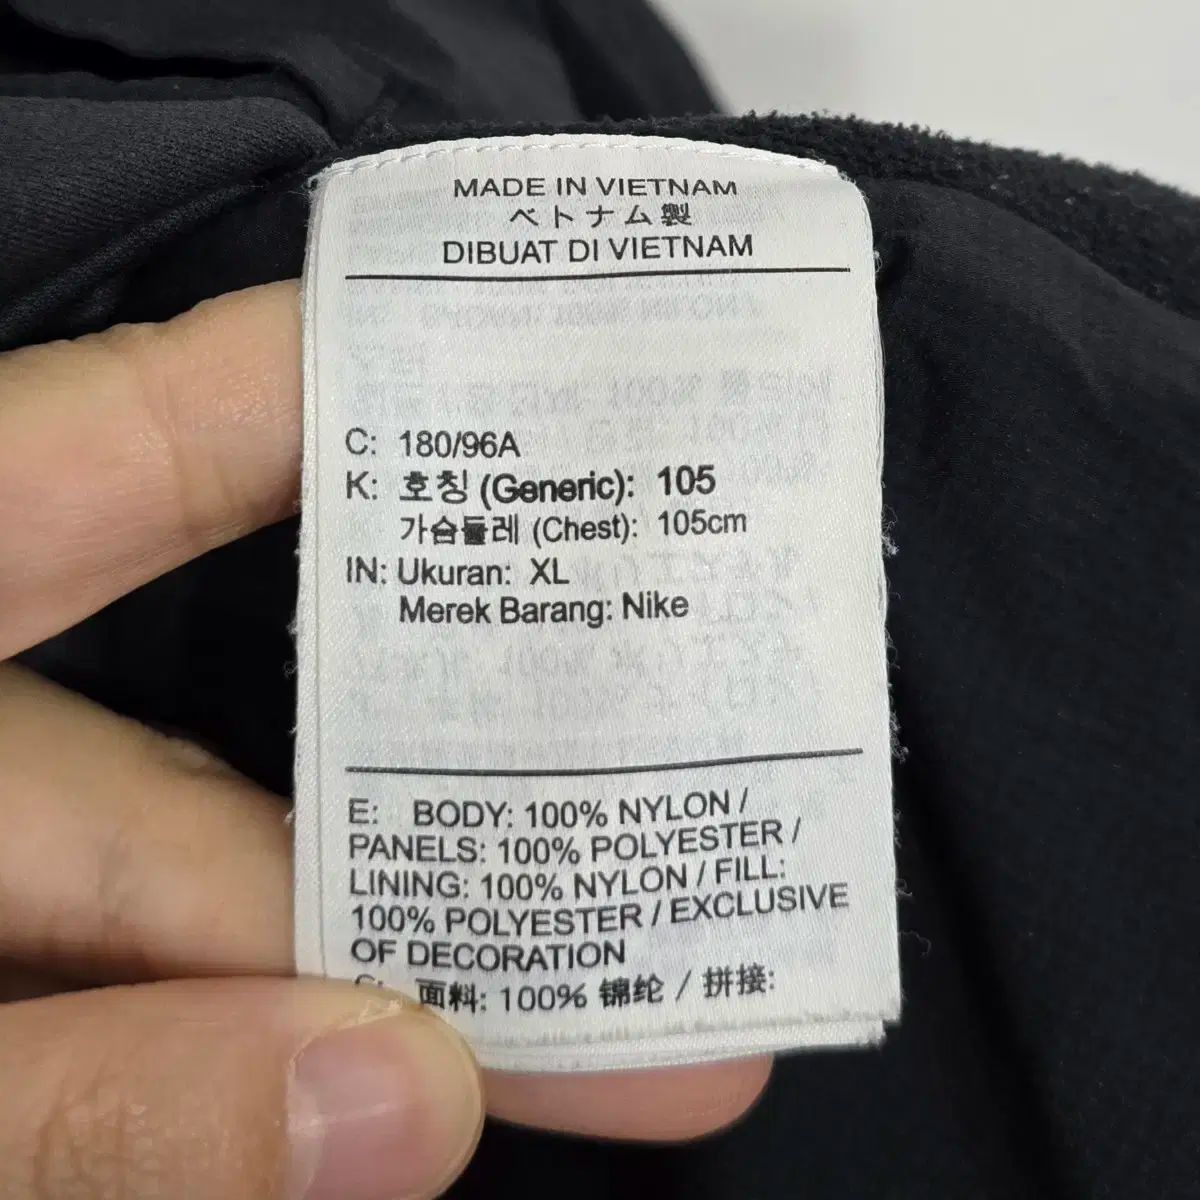 MADE IN VIETNAM
ベトナム製
DIBUAT DI VIETNAM
C: 180/96A
K: 호칭 (Generic): 105
가슴둘레 (Chest): 105cm
IN: Ukuran: XL
Merek Barang: Nike
E: BODY: 100% NYLON /
PANELS: 100% POLYESTER /
LINING: 100% NYLON / FILL:
100% POLYESTER / EXCLUSIVE
OF DECORATION
C: 面料: 100% 锦纶 / 拼接: